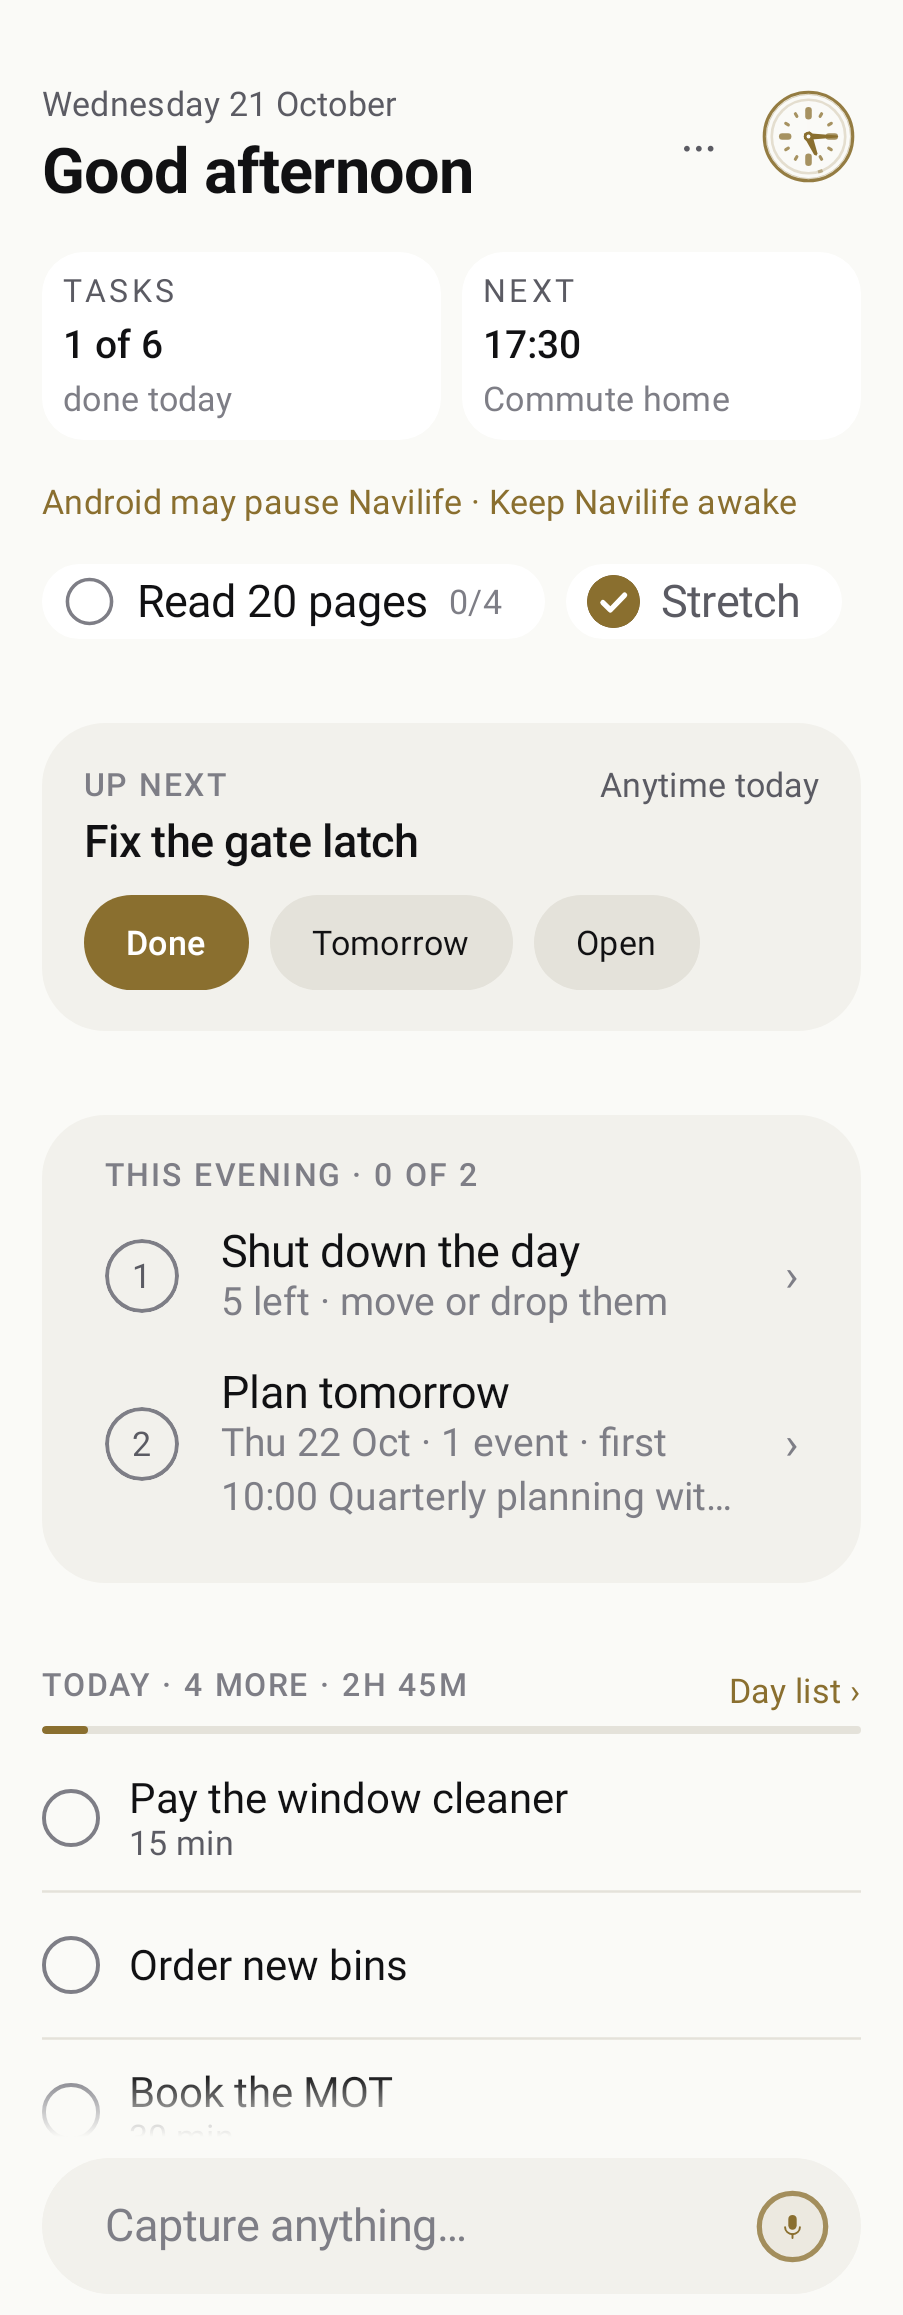 Wednesday 21 October
Good afternoon
...
TASKS
1 of 6
done today
NEXT
17:30
Commute home
Android may pause Navilife · Keep Navilife awake
Read 20 pages 0/4
Stretch
UP NEXT
Anytime today
Fix the gate latch
Done
Tomorrow
Open
THIS EVENING · 0 OF 2
1
Shut down the day
5 left · move or drop them
›
2
Plan tomorrow
Thu 22 Oct · 1 event · first
10:00 Quarterly planning wit...
›
TODAY · 4 MORE · 2H 45M
Day list ›
Pay the window cleaner
15 min
Order new bins
Book the MOT
Capture anything...